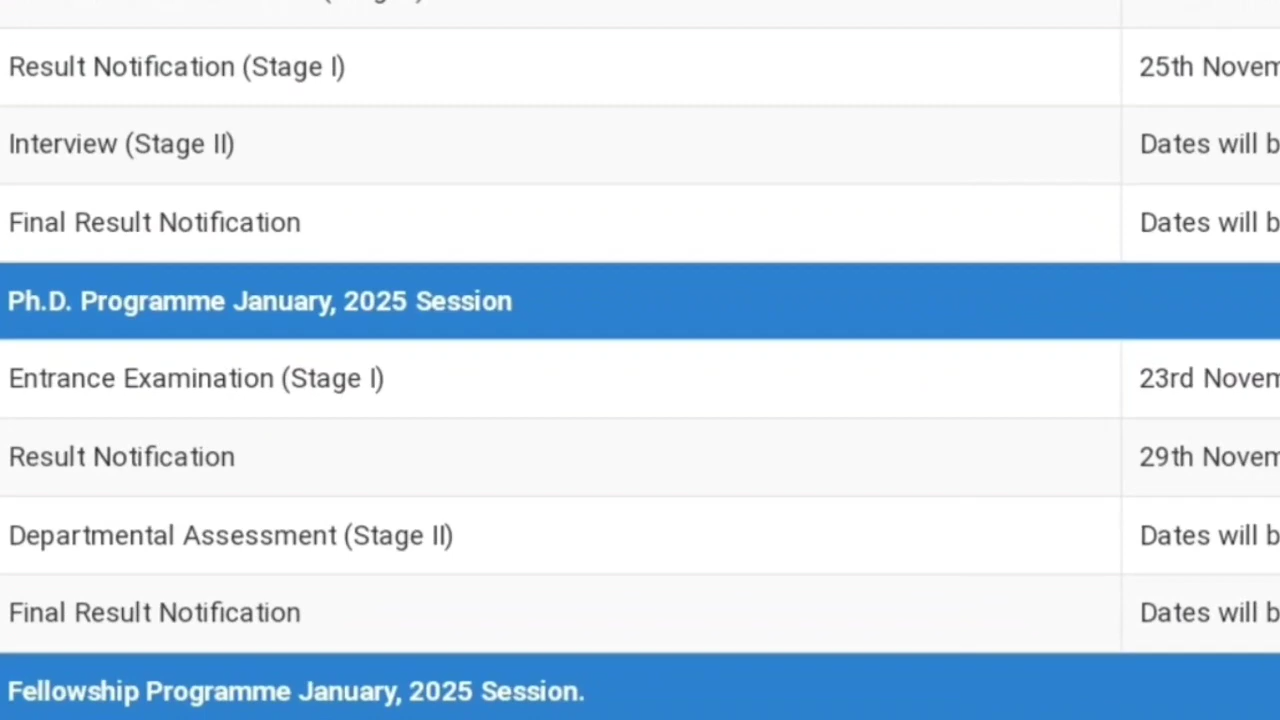 Result Notification (Stage I) 25th Novem
Interview (Stage II) Dates will b
Final Result Notification Dates will b
Ph.D. Programme January, 2025 Session
Entrance Examination (Stage I) 23rd Novem
Result Notification 29th Novem
Departmental Assessment (Stage II) Dates will b
Final Result Notification Dates will b
Fellowship Programme January, 2025 Session.